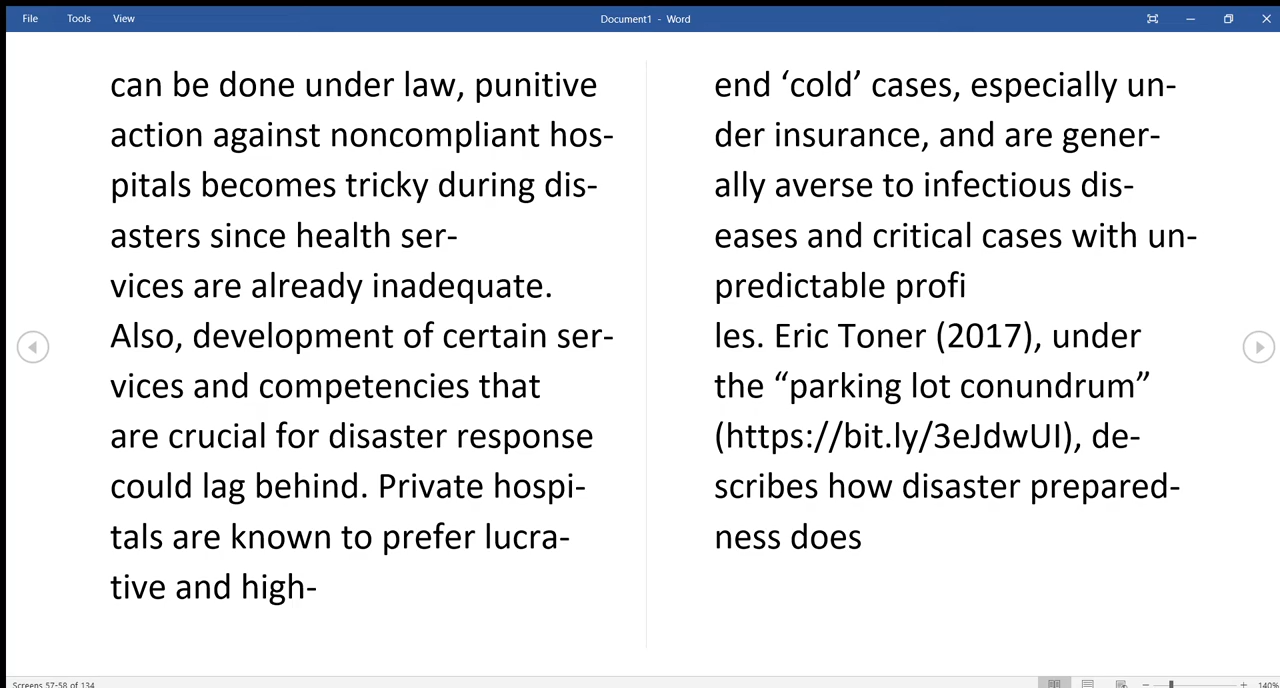 File Tools View Document1 - Word
can be done under law, punitive
action against noncompliant hos-
pitals becomes tricky during dis-
asters since health ser-
vices are already inadequate.
Also, development of certain ser-
vices and competencies that
are crucial for disaster response
could lag behind. Private hospi-
tals are known to prefer lucra-
tive and high-
end ‘cold’ cases, especially un-
der insurance, and are gener-
ally averse to infectious dis-
eases and critical cases with un-
predictable profi
les. Eric Toner (2017), under
the “parking lot conundrum”
(https://bit.ly/3eJdwUI), de-
scribes how disaster prepared-
ness does
Screens 57-58 of 134
140%